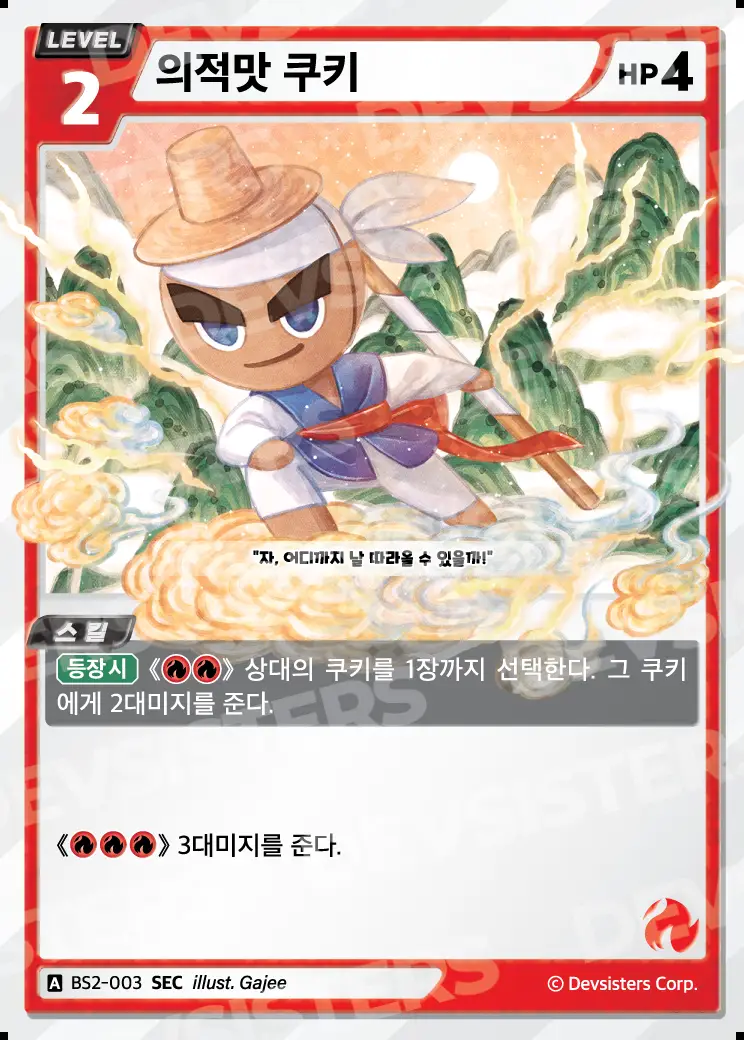 LEVEL
2
의적맛 쿠키
HP4
"자, 어디까지 날 따라올 수 있을까!"
스킬
등장시 《》 상대의 쿠키를 1장까지 선택한다. 그 쿠키
에게 2대미지를 준다.
《》 3대미지를 준다.
A BS2-003 SEC illust. Gajee
© Devsisters Corp.
DEVSISTERS